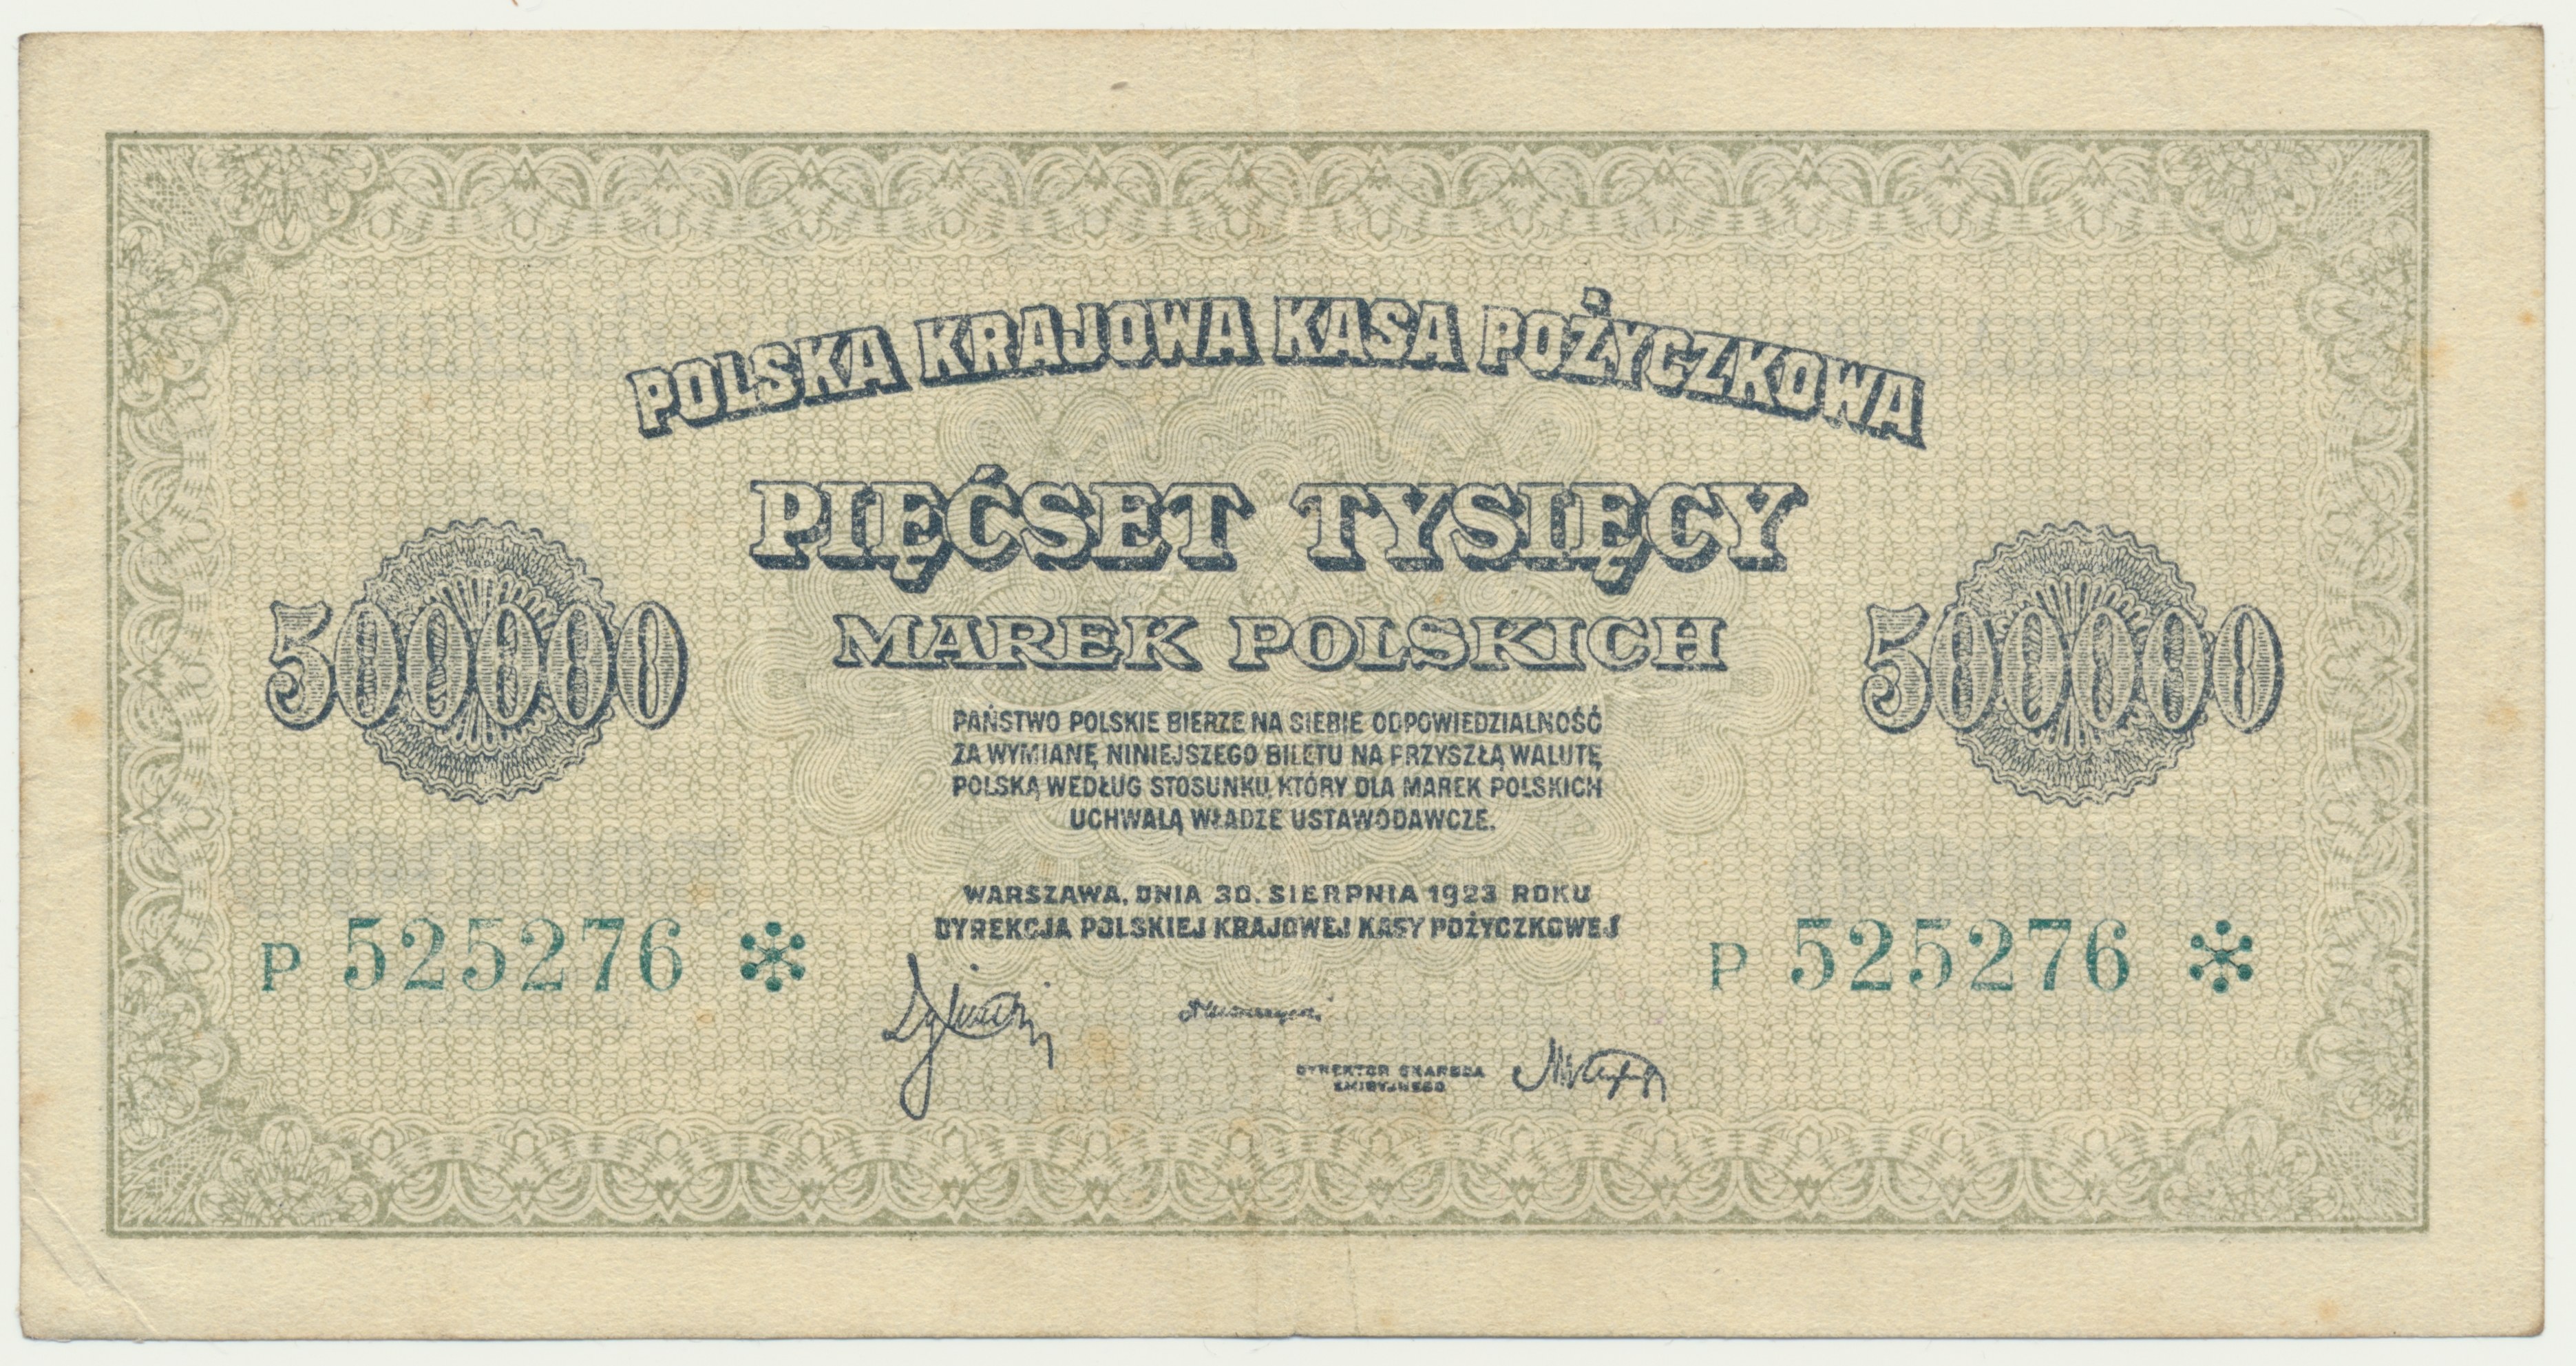 POLSKA KRAJOWA KASA POŻYCZKOWA
PIĘĆSET TYSIĘCY
MAREK POLSKICH
500000
500000
PAŃSTWO POLSKIE BIERZE NA SIEBIE ODPOWIEDZIALNOŚĆ
ZA WYMIANĘ NINIEJSZEGO BILETU NA PRZYSZŁĄ WALUTĘ
POLSKĄ WEDŁUG STOSUNKU, KTÓRY DLA MAREK POLSKICH
UCHWALĄ WŁADZE USTAWODAWCZE.
WARSZAWA, DNIA 30. SIERPNIA 1923 ROKU
DYREKCJA POLSKIEJ KRAJOWEJ KASY POŻYCZKOWEJ
P 525276 *
P 525276 *
DYREKTOR SKARBCA
EMISYJNEGO